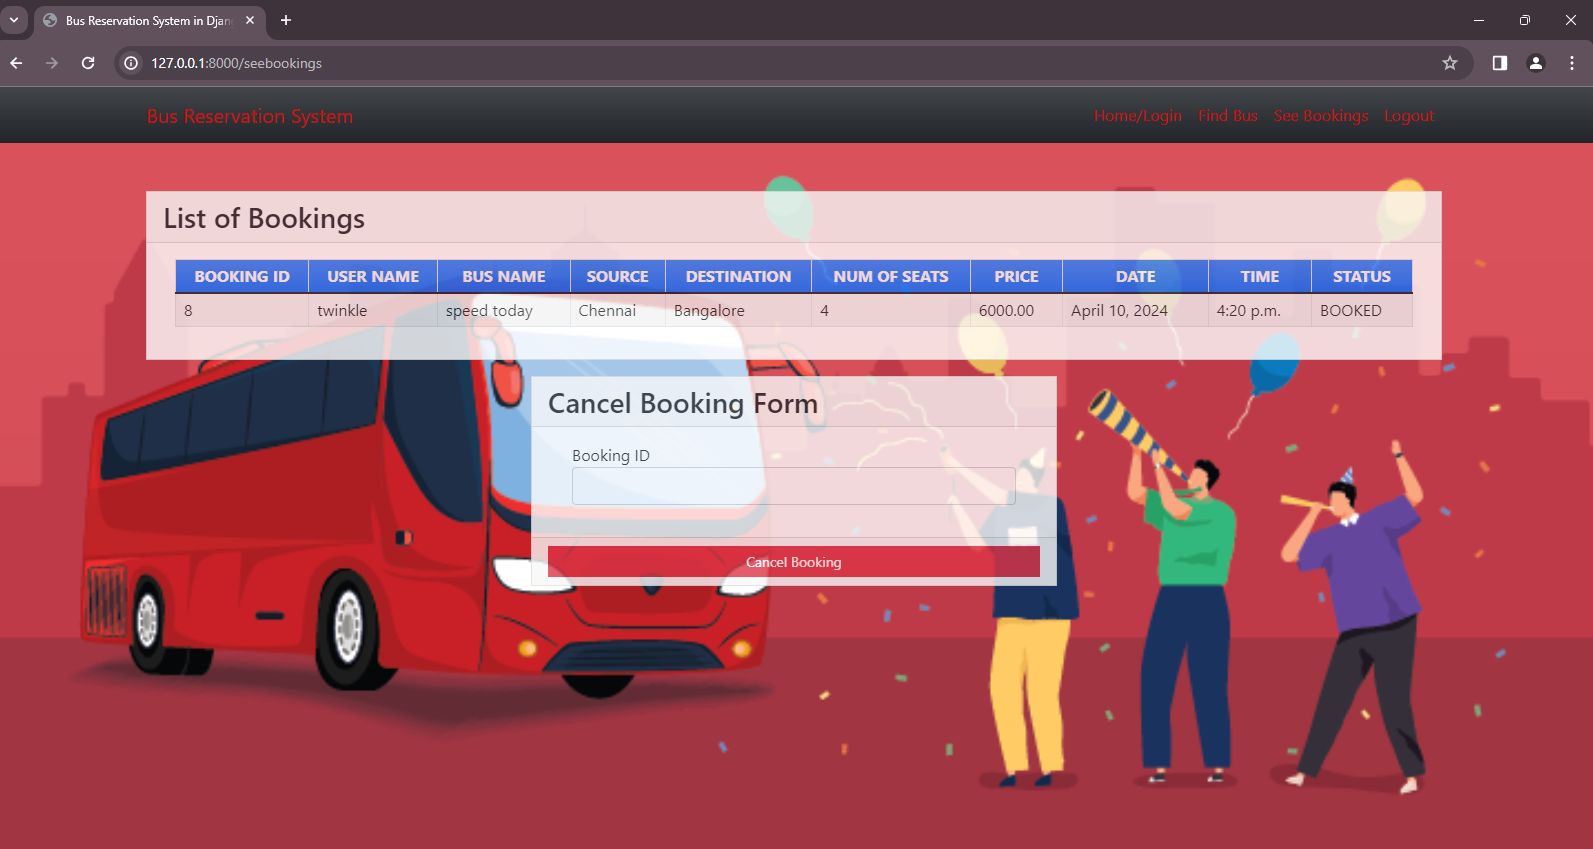 Bus Reservation System in Djan
127.0.0.1:8000/seebookings
Bus Reservation System
Home/Login Find Bus See Bookings Logout
List of Bookings
BOOKING ID USER NAME BUS NAME SOURCE DESTINATION NUM OF SEATS PRICE DATE TIME STATUS
8 twinkle speed today Chennai Bangalore 4 6000.00 April 10, 2024 4:20 p.m. BOOKED
Cancel Booking Form
Booking ID
Cancel Booking